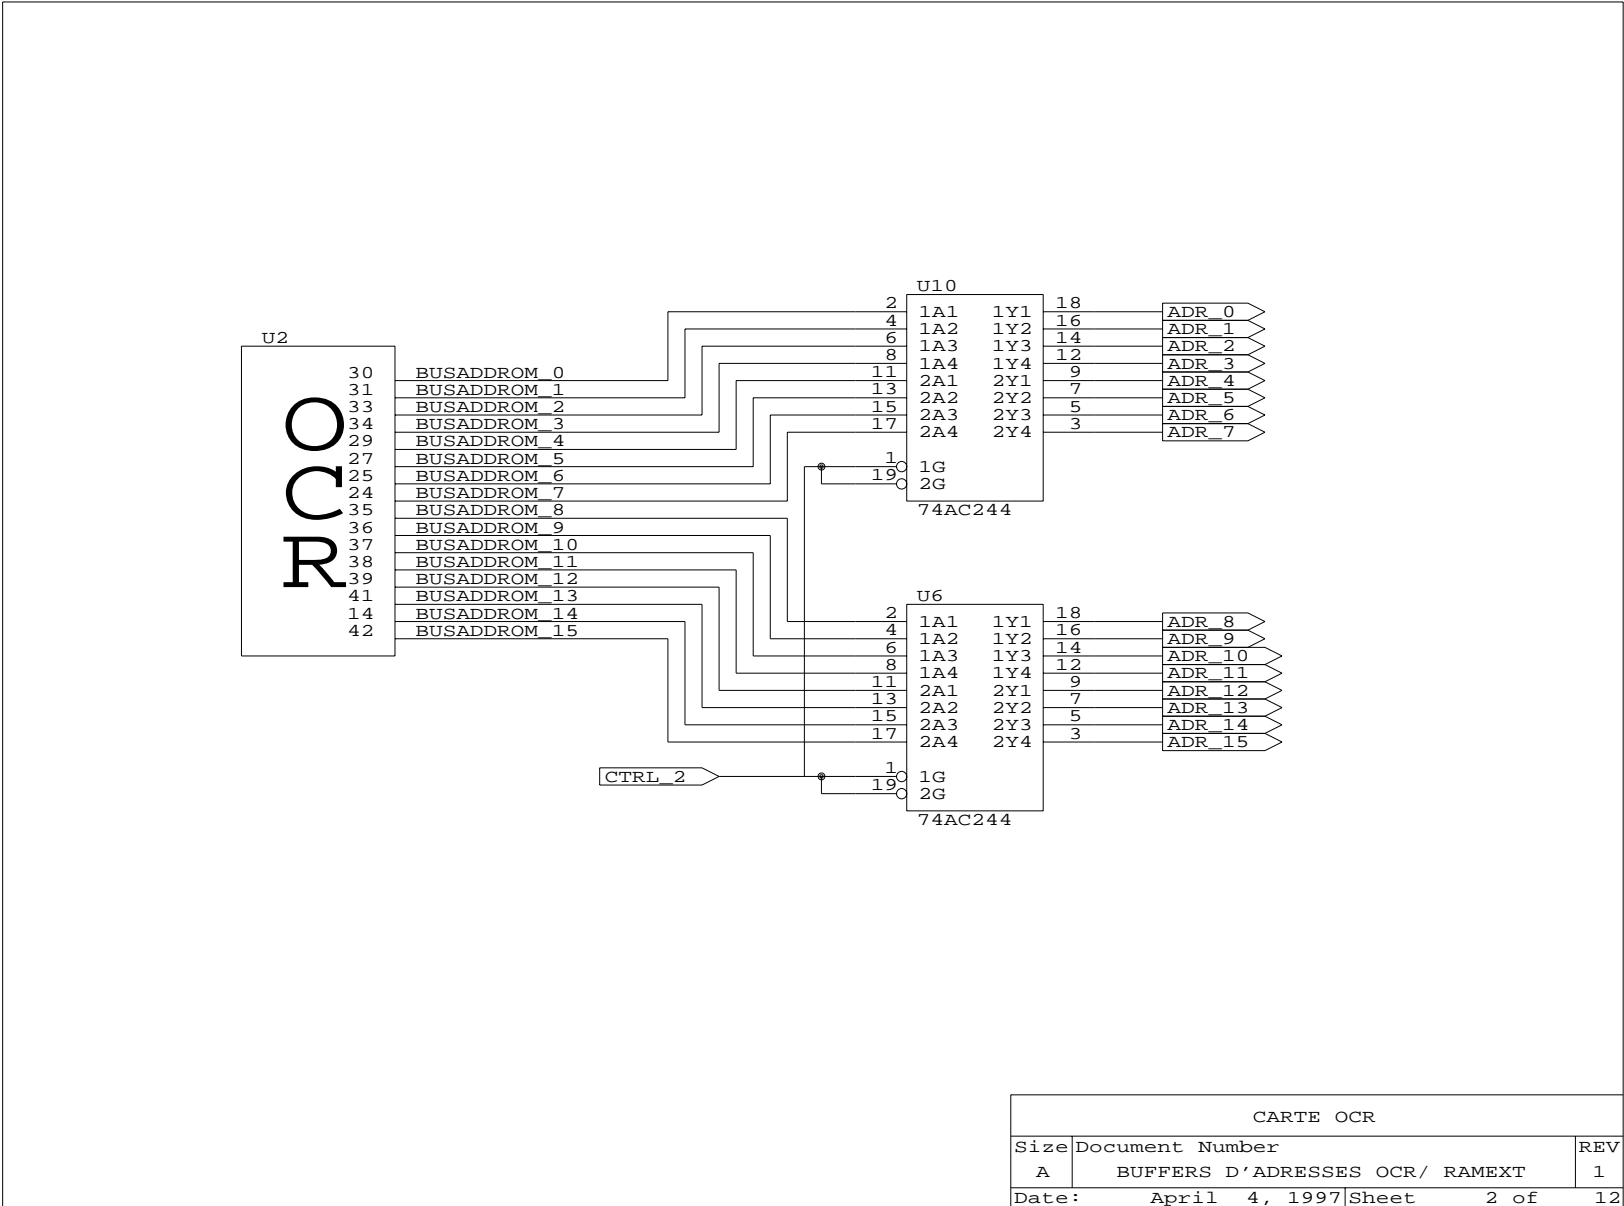 U10
2 1A1 1Y1 18 ADR_0
4 1A2 1Y2 16 ADR_1
6 1A3 1Y3 14 ADR_2
8 1A4 1Y4 12 ADR_3
11 2A1 2Y1 9 ADR_4
13 2A2 2Y2 7 ADR_5
15 2A3 2Y3 5 ADR_6
17 2A4 2Y4 3 ADR_7
1 1G
19 2G
74AC244
U2
OCR
30 BUSADDROM_0
31 BUSADDROM_1
33 BUSADDROM_2
34 BUSADDROM_3
29 BUSADDROM_4
27 BUSADDROM_5
25 BUSADDROM_6
24 BUSADDROM_7
35 BUSADDROM_8
36 BUSADDROM_9
37 BUSADDROM_10
38 BUSADDROM_11
39 BUSADDROM_12
41 BUSADDROM_13
14 BUSADDROM_14
42 BUSADDROM_15
U6
2 1A1 1Y1 18 ADR_8
4 1A2 1Y2 16 ADR_9
6 1A3 1Y3 14 ADR_10
8 1A4 1Y4 12 ADR_11
11 2A1 2Y1 9 ADR_12
13 2A2 2Y2 7 ADR_13
15 2A3 2Y3 5 ADR_14
17 2A4 2Y4 3 ADR_15
CTRL_2
1 1G
19 2G
74AC244
CARTE OCR
Size Document Number REV
A BUFFERS D'ADRESSES OCR/ RAMEXT 1
Date: April 4, 1997 Sheet 2 of 12